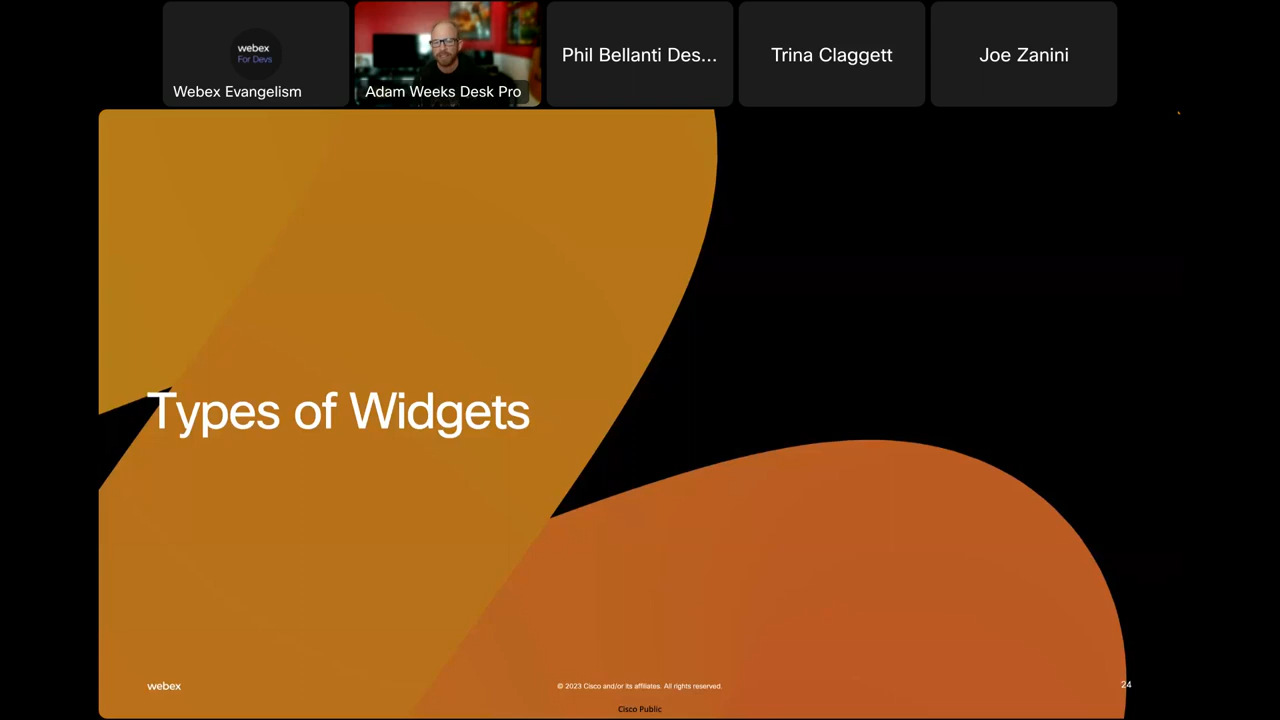 webex
For Devs
Webex Evangelism
Adam Weeks Desk Pro
Phil Bellanti Des...
Trina Claggett
Joe Zanini
Types of Widgets
webex
© 2023 Cisco and/or its affiliates. All rights reserved.
24
Cisco Public